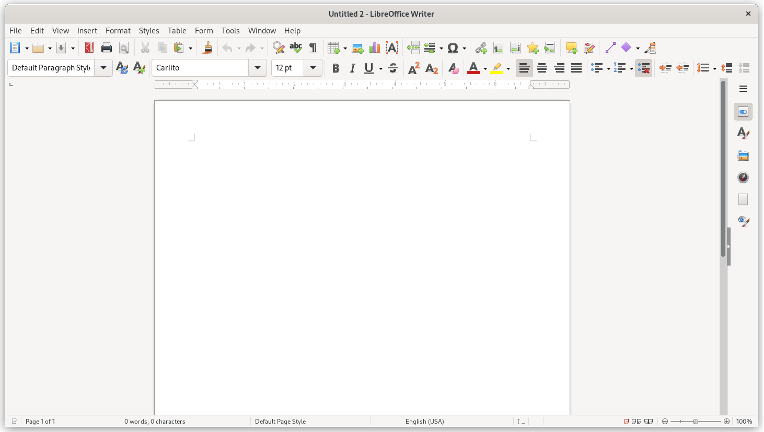 Untitled 2 - LibreOffice Writer
File Edit View Insert Format Styles Table Form Tools Window Help
Default Paragraph Style Carlito 12 pt
Page 1 of 1 0 words, 0 characters Default Page Style English (USA) 100%